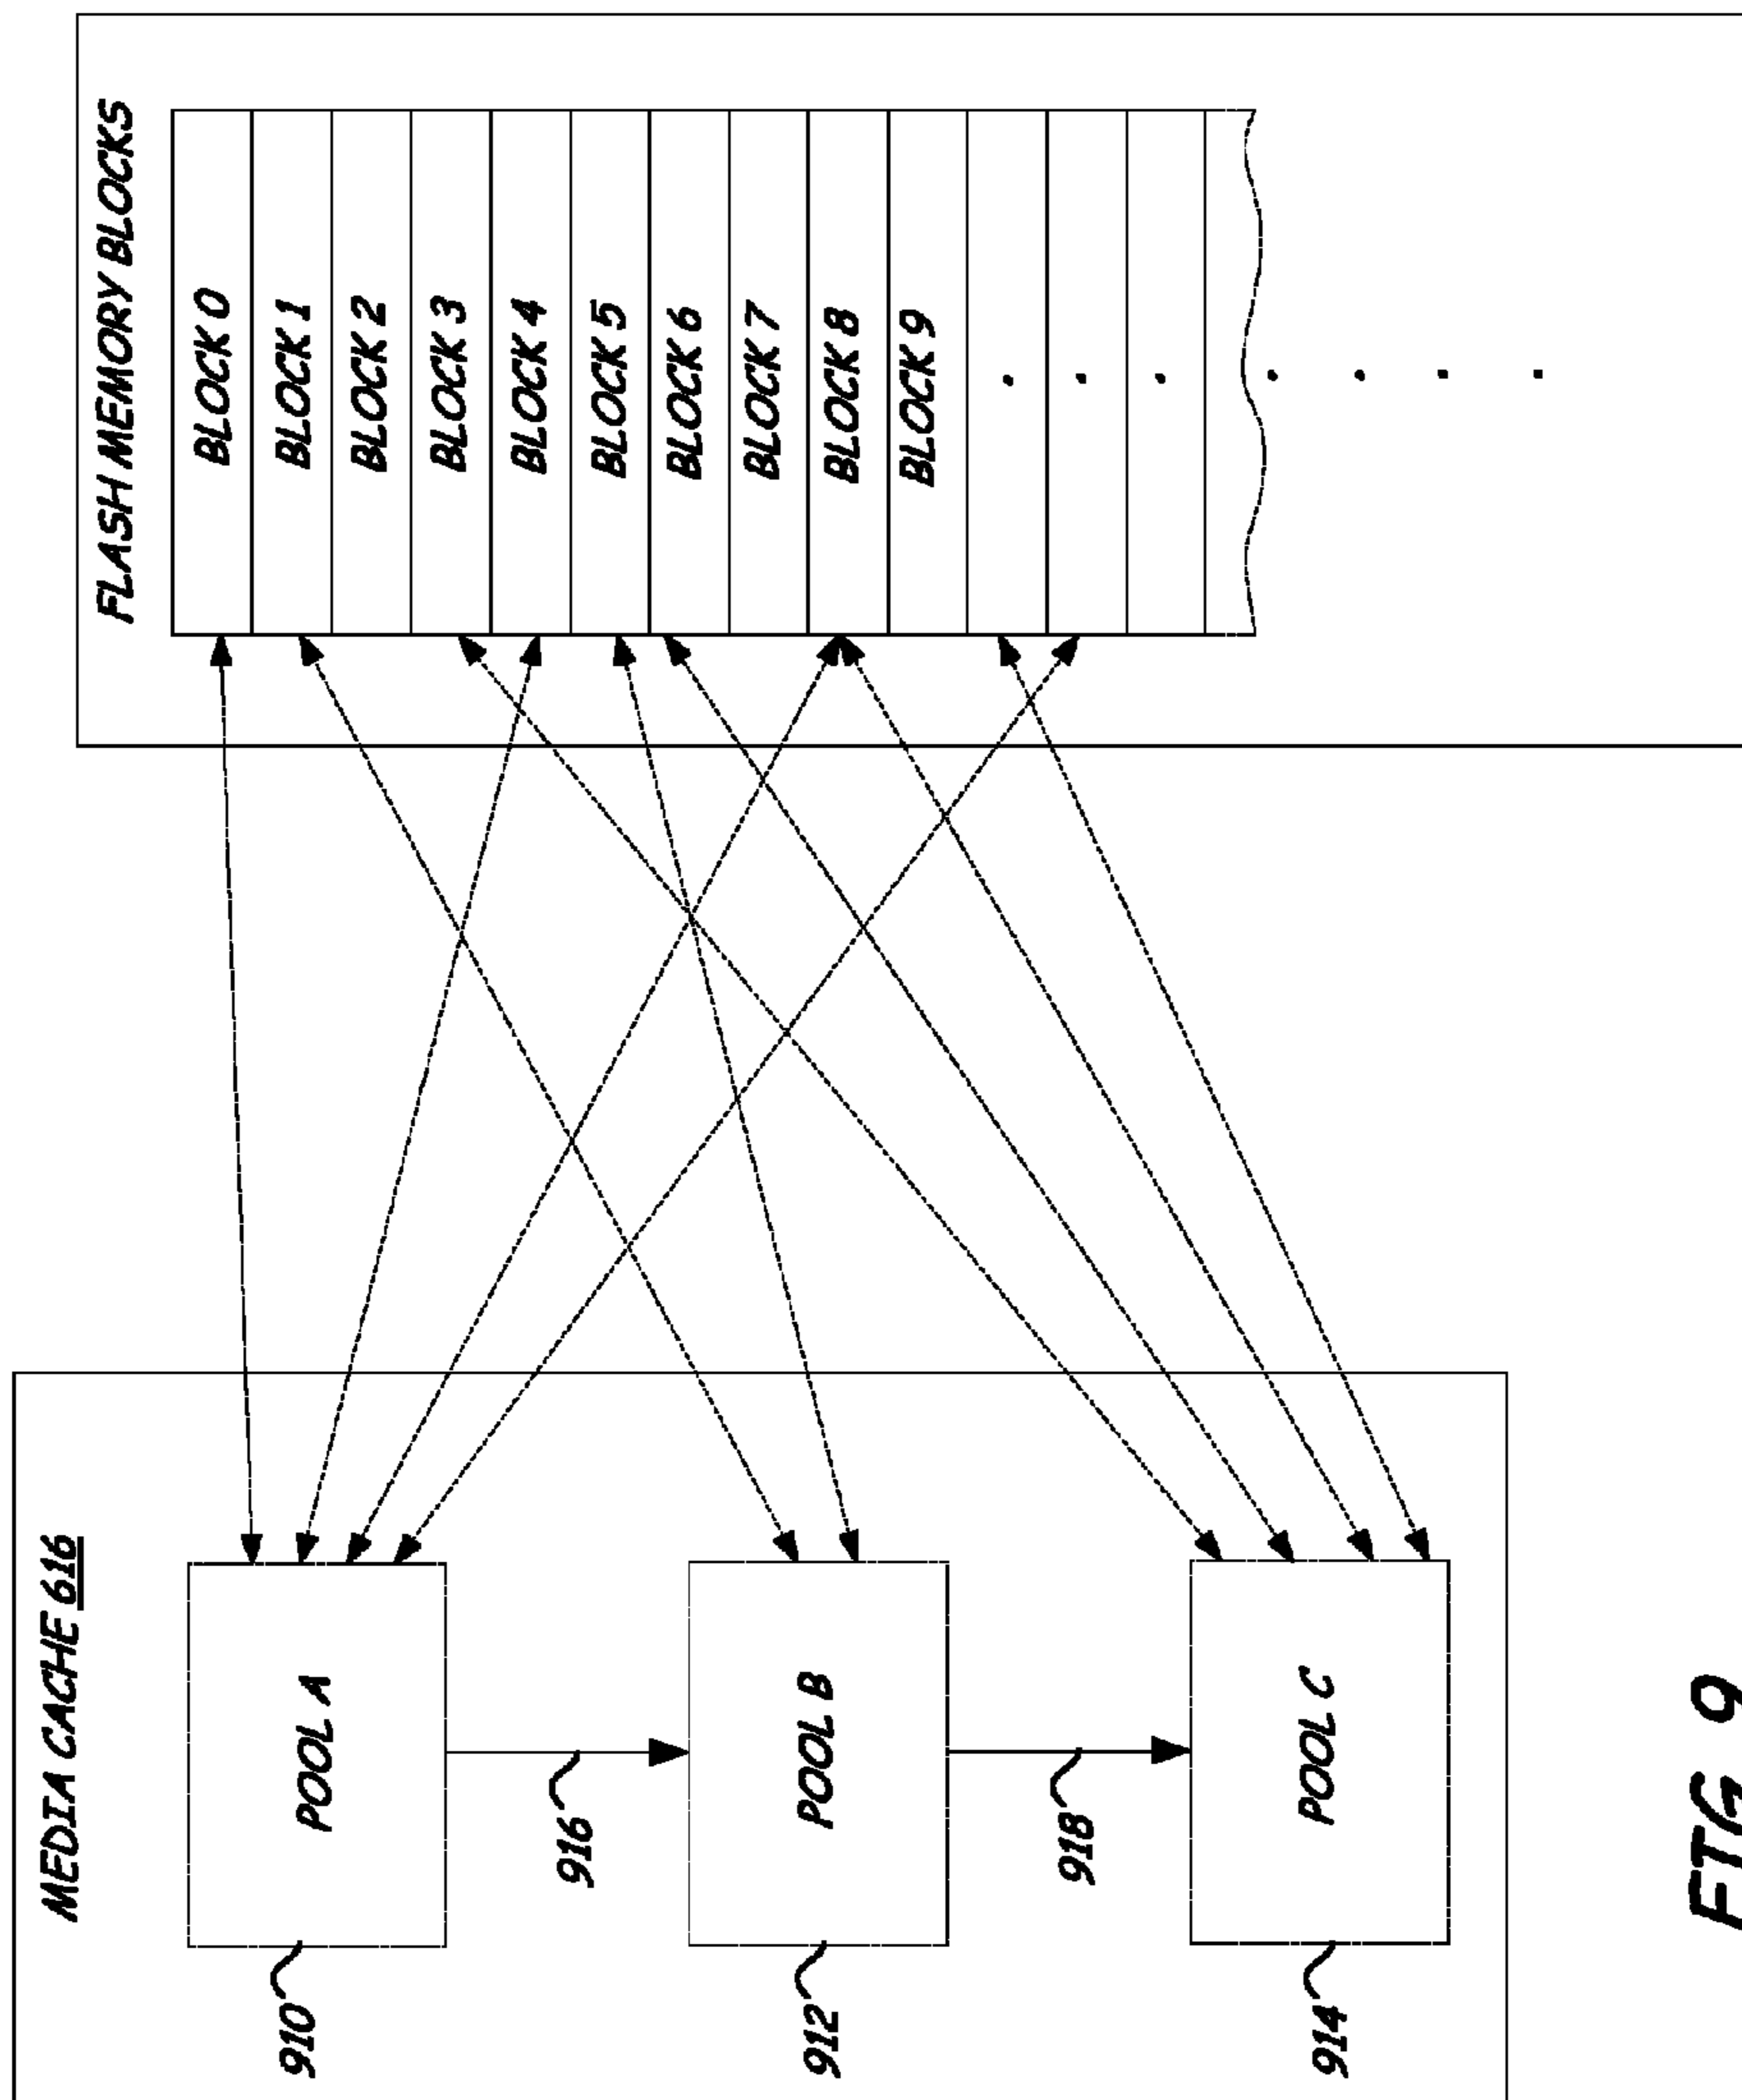 MEDIA CACHE 616
910
POOL A
916
912
POOL B
918
914
POOL C
FLASH MEMORY BLOCKS
BLOCK 0
BLOCK 1
BLOCK 2
BLOCK 3
BLOCK 4
BLOCK 5
BLOCK 6
BLOCK 7
BLOCK 8
BLOCK 9
FIG 9